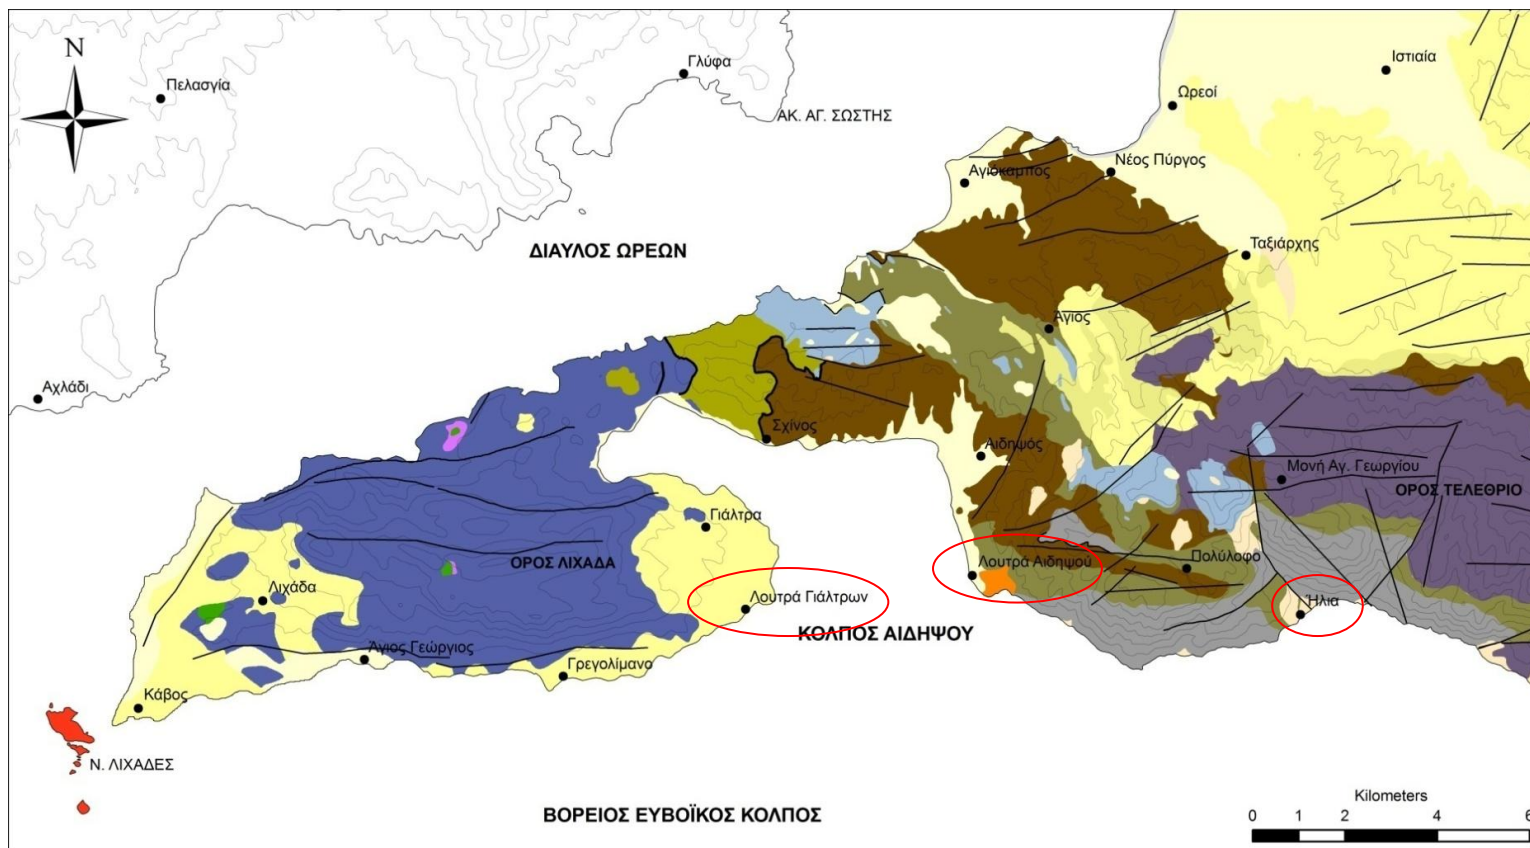 N
Πελασγία
Γλύφα
ΑΚ. ΑΓ. ΣΩΣΤΗΣ
Ιστιαία
Ωρεοί
Νέος Πύργος
Αγιόκαμπος
ΔΙΑΥΛΟΣ ΩΡΕΩΝ
Ταξιάρχης
Άγιος
Αχλάδι
Σχίνος
Αιδηψός
Μονή Αγ. Γεωργίου
ΟΡΟΣ ΤΕΛΕΘΡΙΟ
Γιάλτρα
ΟΡΟΣ ΛΙΧΑΔΑ
Λουτρά Αιδηψού
Πολύλοφο
Λιχάδα
Λουτρά Γιάλτρων
Ήλια
ΚΟΛΠΟΣ ΑΙΔΗΨΟΥ
Άγιος Γεώργιος
Γρεγολίμανο
Κάβος
Ν. ΛΙΧΑΔΕΣ
ΒΟΡΕΙΟΣ ΕΥΒΟΪΚΟΣ ΚΟΛΠΟΣ
Kilometers
0 1 2 4 6